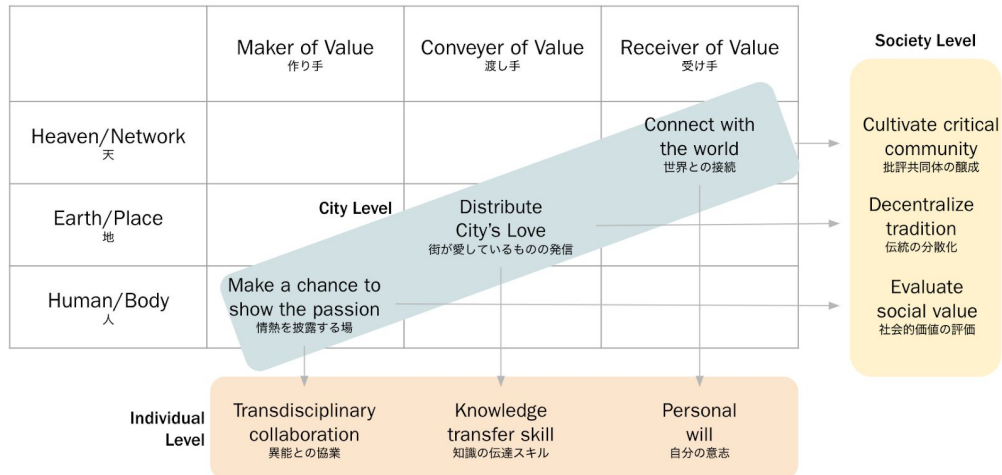 Maker of Value
作り手
Conveyer of Value
渡し手
Receiver of Value
受け手
Society Level
Heaven/Network
天
Connect with
the world
世界との接続
Cultivate critical
community
批評共同体の醸成
Earth/Place
地
City Level
Distribute
City's Love
街が愛しているものの発信
Decentralize
tradition
伝統の分散化
Human/Body
人
Make a chance to
show the passion
情熱を披露する場
Evaluate
social value
社会的価値の評価
Individual
Level
Transdisciplinary
collaboration
異能との協業
Knowledge
transfer skill
知識の伝達スキル
Personal
will
自分の意志